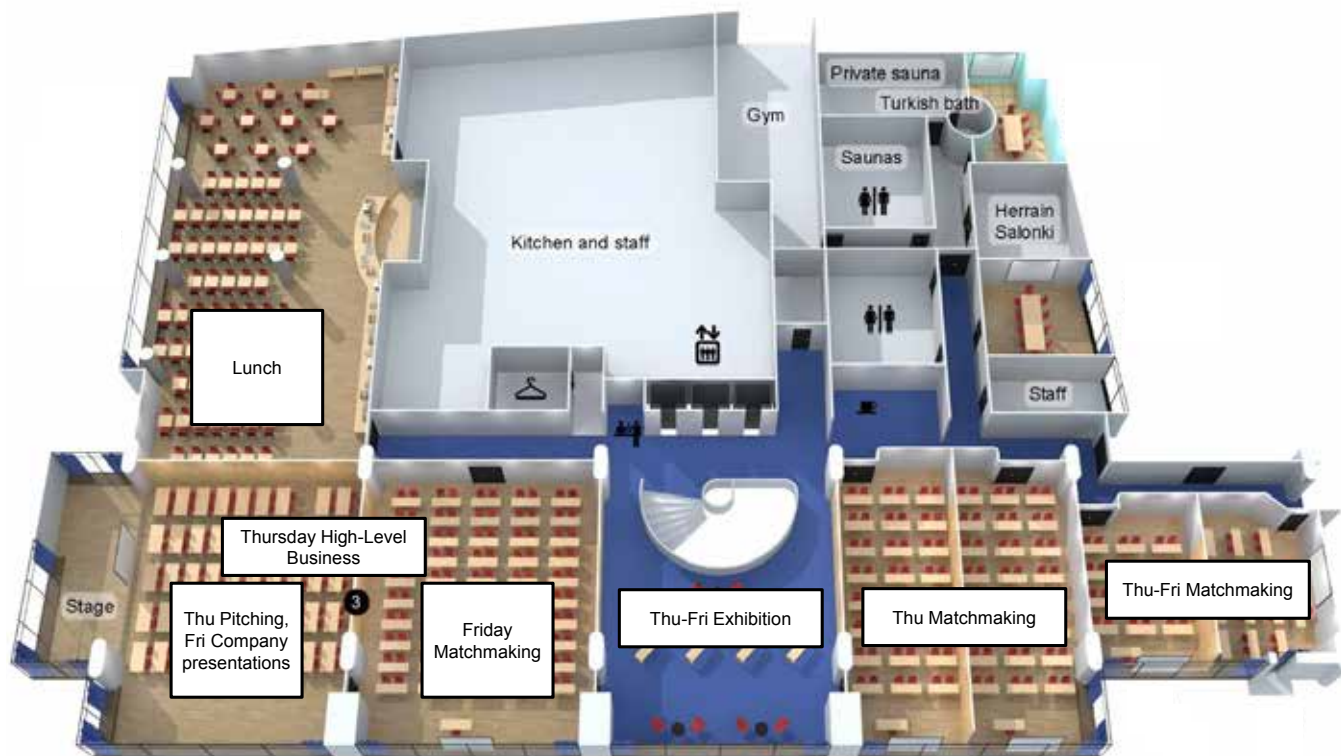 Private sauna
Turkish bath
Gym
Saunas
Herrain
Salonki
Kitchen and staff
Lunch
Staff
Thursday High-Level
Business
Stage
3
Thu Pitching,
Fri Company
presentations
Friday
Matchmaking
Thu-Fri Exhibition
Thu Matchmaking
Thu-Fri Matchmaking